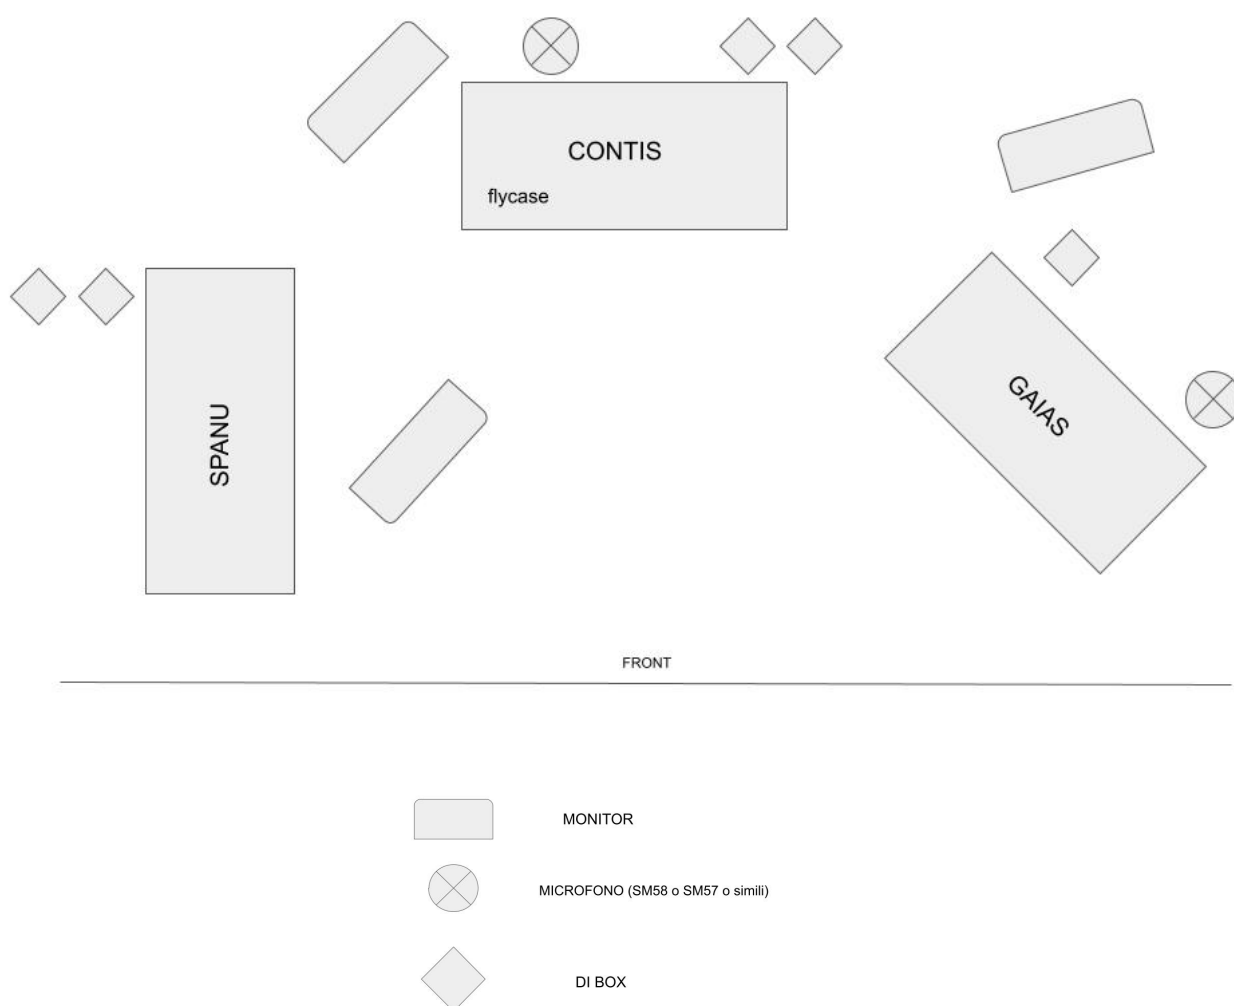 CONTIS
flycase
SPANU
GAIAS
FRONT
MONITOR
MICROFONO (SM58 o SM57 o simili)
DI BOX